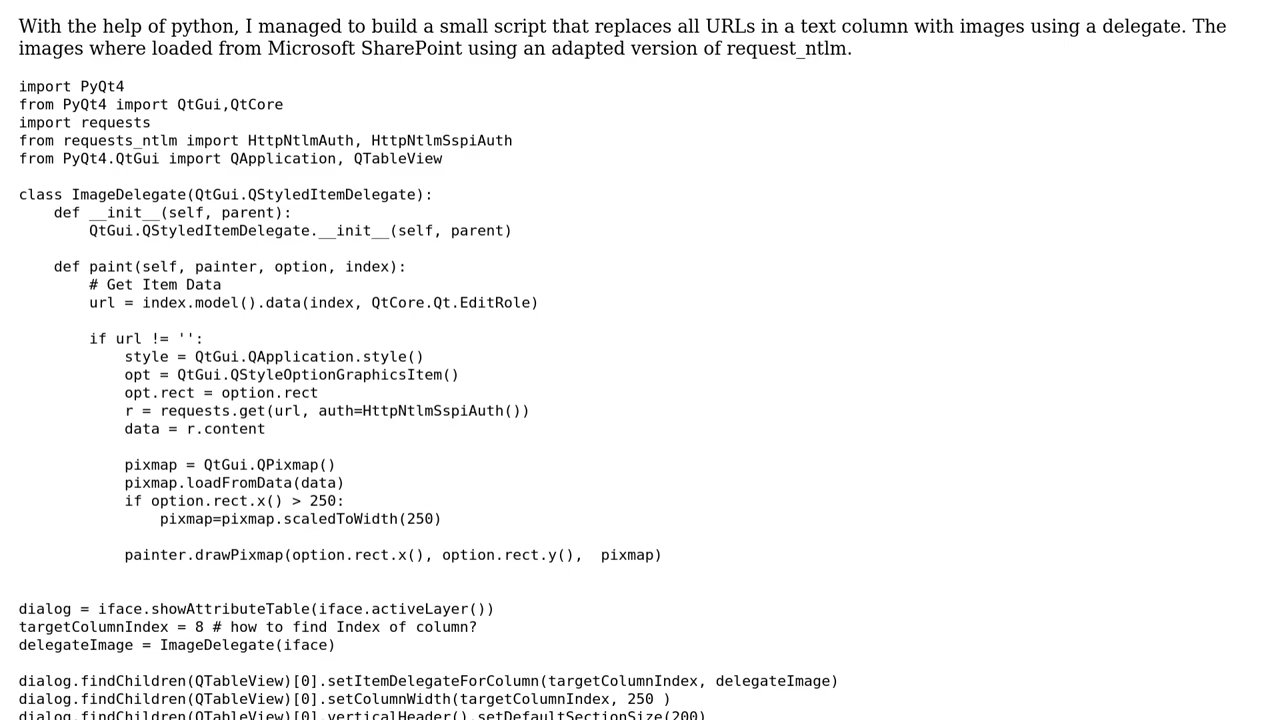 With the help of python, I managed to build a small script that replaces all URLs in a text column with images using a delegate. The
images where loaded from Microsoft SharePoint using an adapted version of request_ntlm.

import PyQt4
from PyQt4 import QtGui,QtCore
import requests
from requests_ntlm import HttpNtlmAuth, HttpNtlmSspiAuth
from PyQt4.QtGui import QApplication, QTableView

class ImageDelegate(QtGui.QStyledItemDelegate):
    def __init__(self, parent):
        QtGui.QStyledItemDelegate.__init__(self, parent)

    def paint(self, painter, option, index):
        # Get Item Data
        url = index.model().data(index, QtCore.Qt.EditRole)

        if url != '':
            style = QtGui.QApplication.style()
            opt = QtGui.QStyleOptionGraphicsItem()
            opt.rect = option.rect
            r = requests.get(url, auth=HttpNtlmSspiAuth())
            data = r.content

            pixmap = QtGui.QPixmap()
            pixmap.loadFromData(data)
            if option.rect.x() > 250:
                pixmap=pixmap.scaledToWidth(250)

            painter.drawPixmap(option.rect.x(), option.rect.y(),  pixmap)


dialog = iface.showAttributeTable(iface.activeLayer())
targetColumnIndex = 8 # how to find Index of column?
delegateImage = ImageDelegate(iface)

dialog.findChildren(QTableView)[0].setItemDelegateForColumn(targetColumnIndex, delegateImage)
dialog.findChildren(QTableView)[0].setColumnWidth(targetColumnIndex, 250 )
dialog.findChildren(QTableView)[0].verticalHeader().setDefaultSectionSize(200)